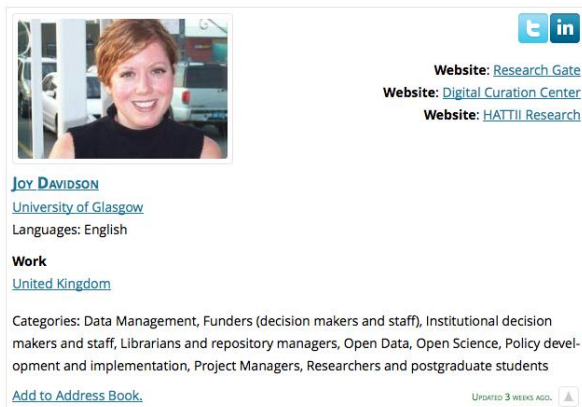 in
Website: Research Gate
Website: Digital Curation Center
Website: HATTII Research
Joy Davidson
University of Glasgow
Languages: English
Work
United Kingdom
Categories: Data Management, Funders (decision makers and staff), Institutional decision
makers and staff, Librarians and repository managers, Open Data, Open Science, Policy devel-
opment and implementation, Project Managers, Researchers and postgraduate students
Add to Address Book.
Updated 3 weeks ago.